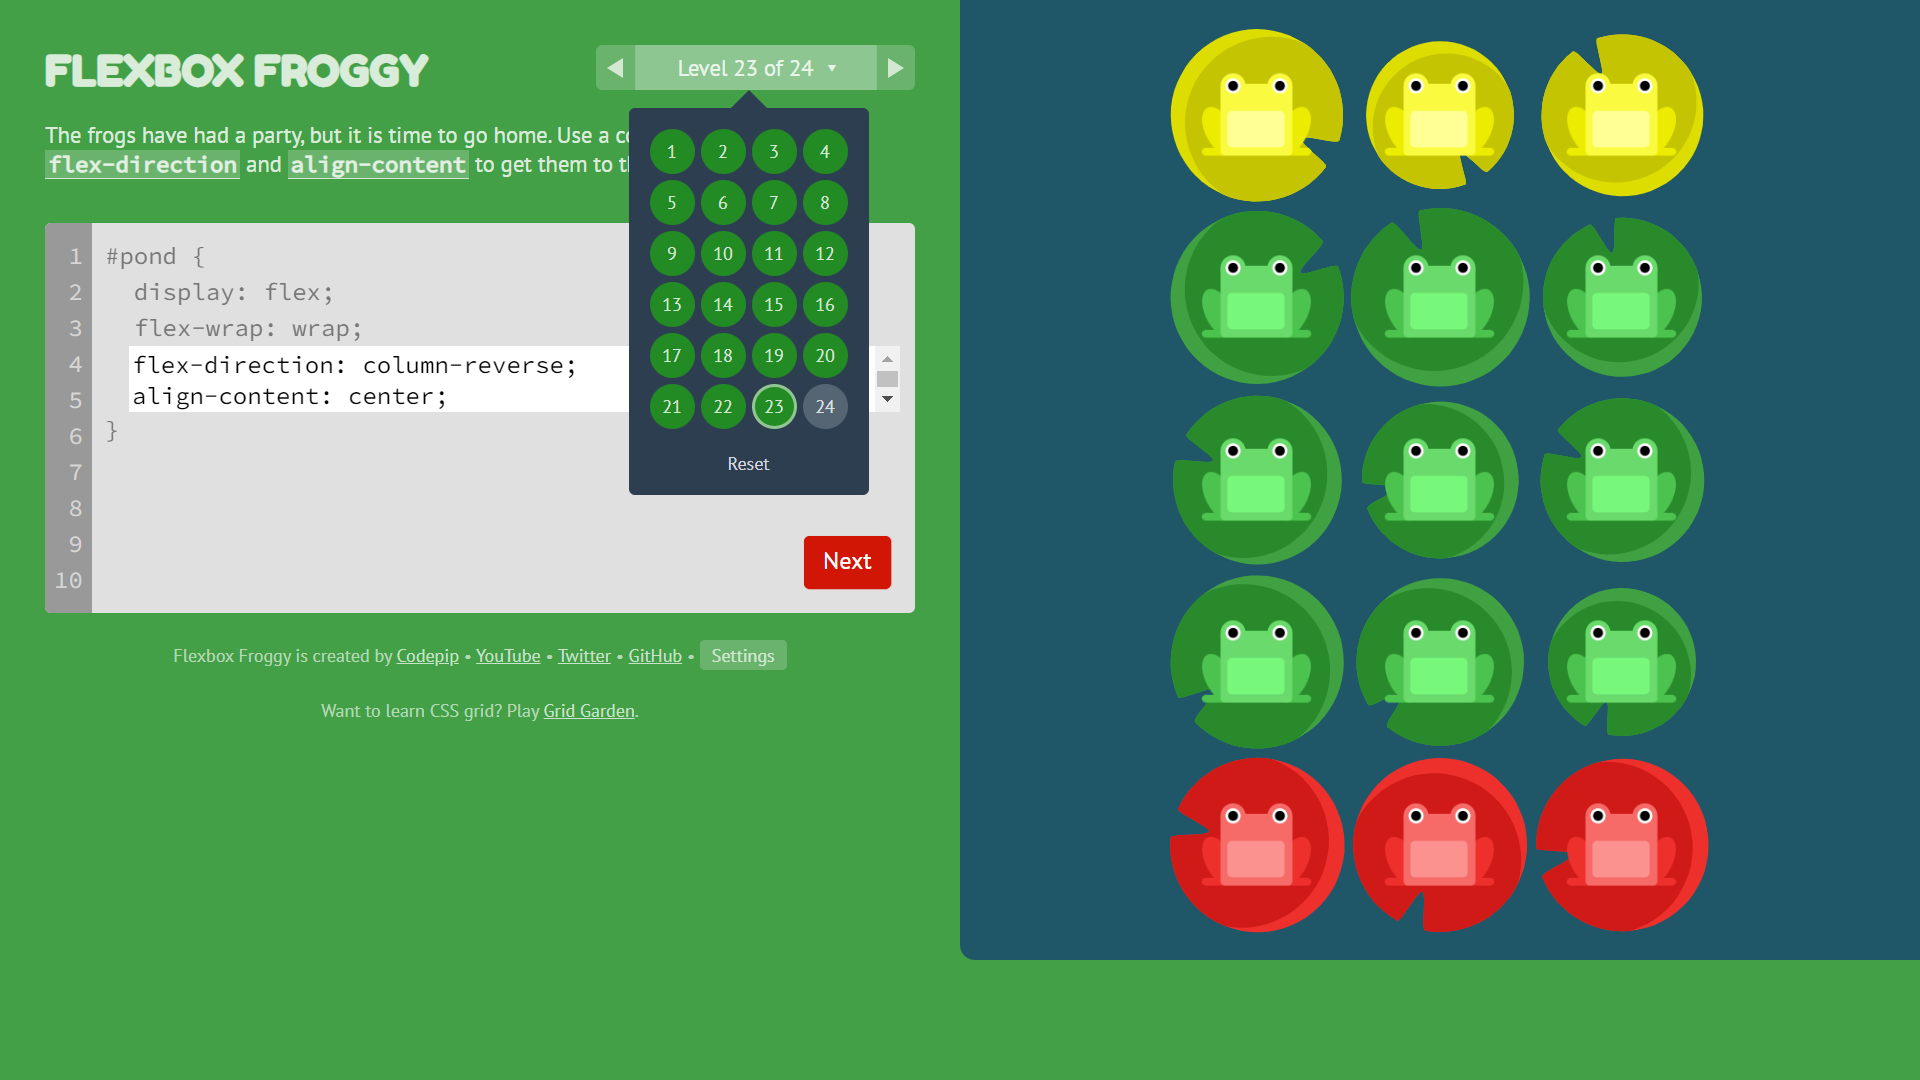 FLEXBOX FROGGY
Level 23 of 24
The frogs have had a party, but it is time to go home. Use a
flex-direction and align-content to get them to
1 2 3 4
5 6 7 8
9 10 11 12
13 14 15 16
17 18 19 20
21 22 23 24
Reset
1 #pond {
2 display: flex;
3 flex-wrap: wrap;
4 flex-direction: column-reverse;
5 align-content: center;
6 }
7
8
9
10
Next
Flexbox Froggy is created by Codepip • YouTube • Twitter • GitHub • Settings
Want to learn CSS grid? Play Grid Garden.